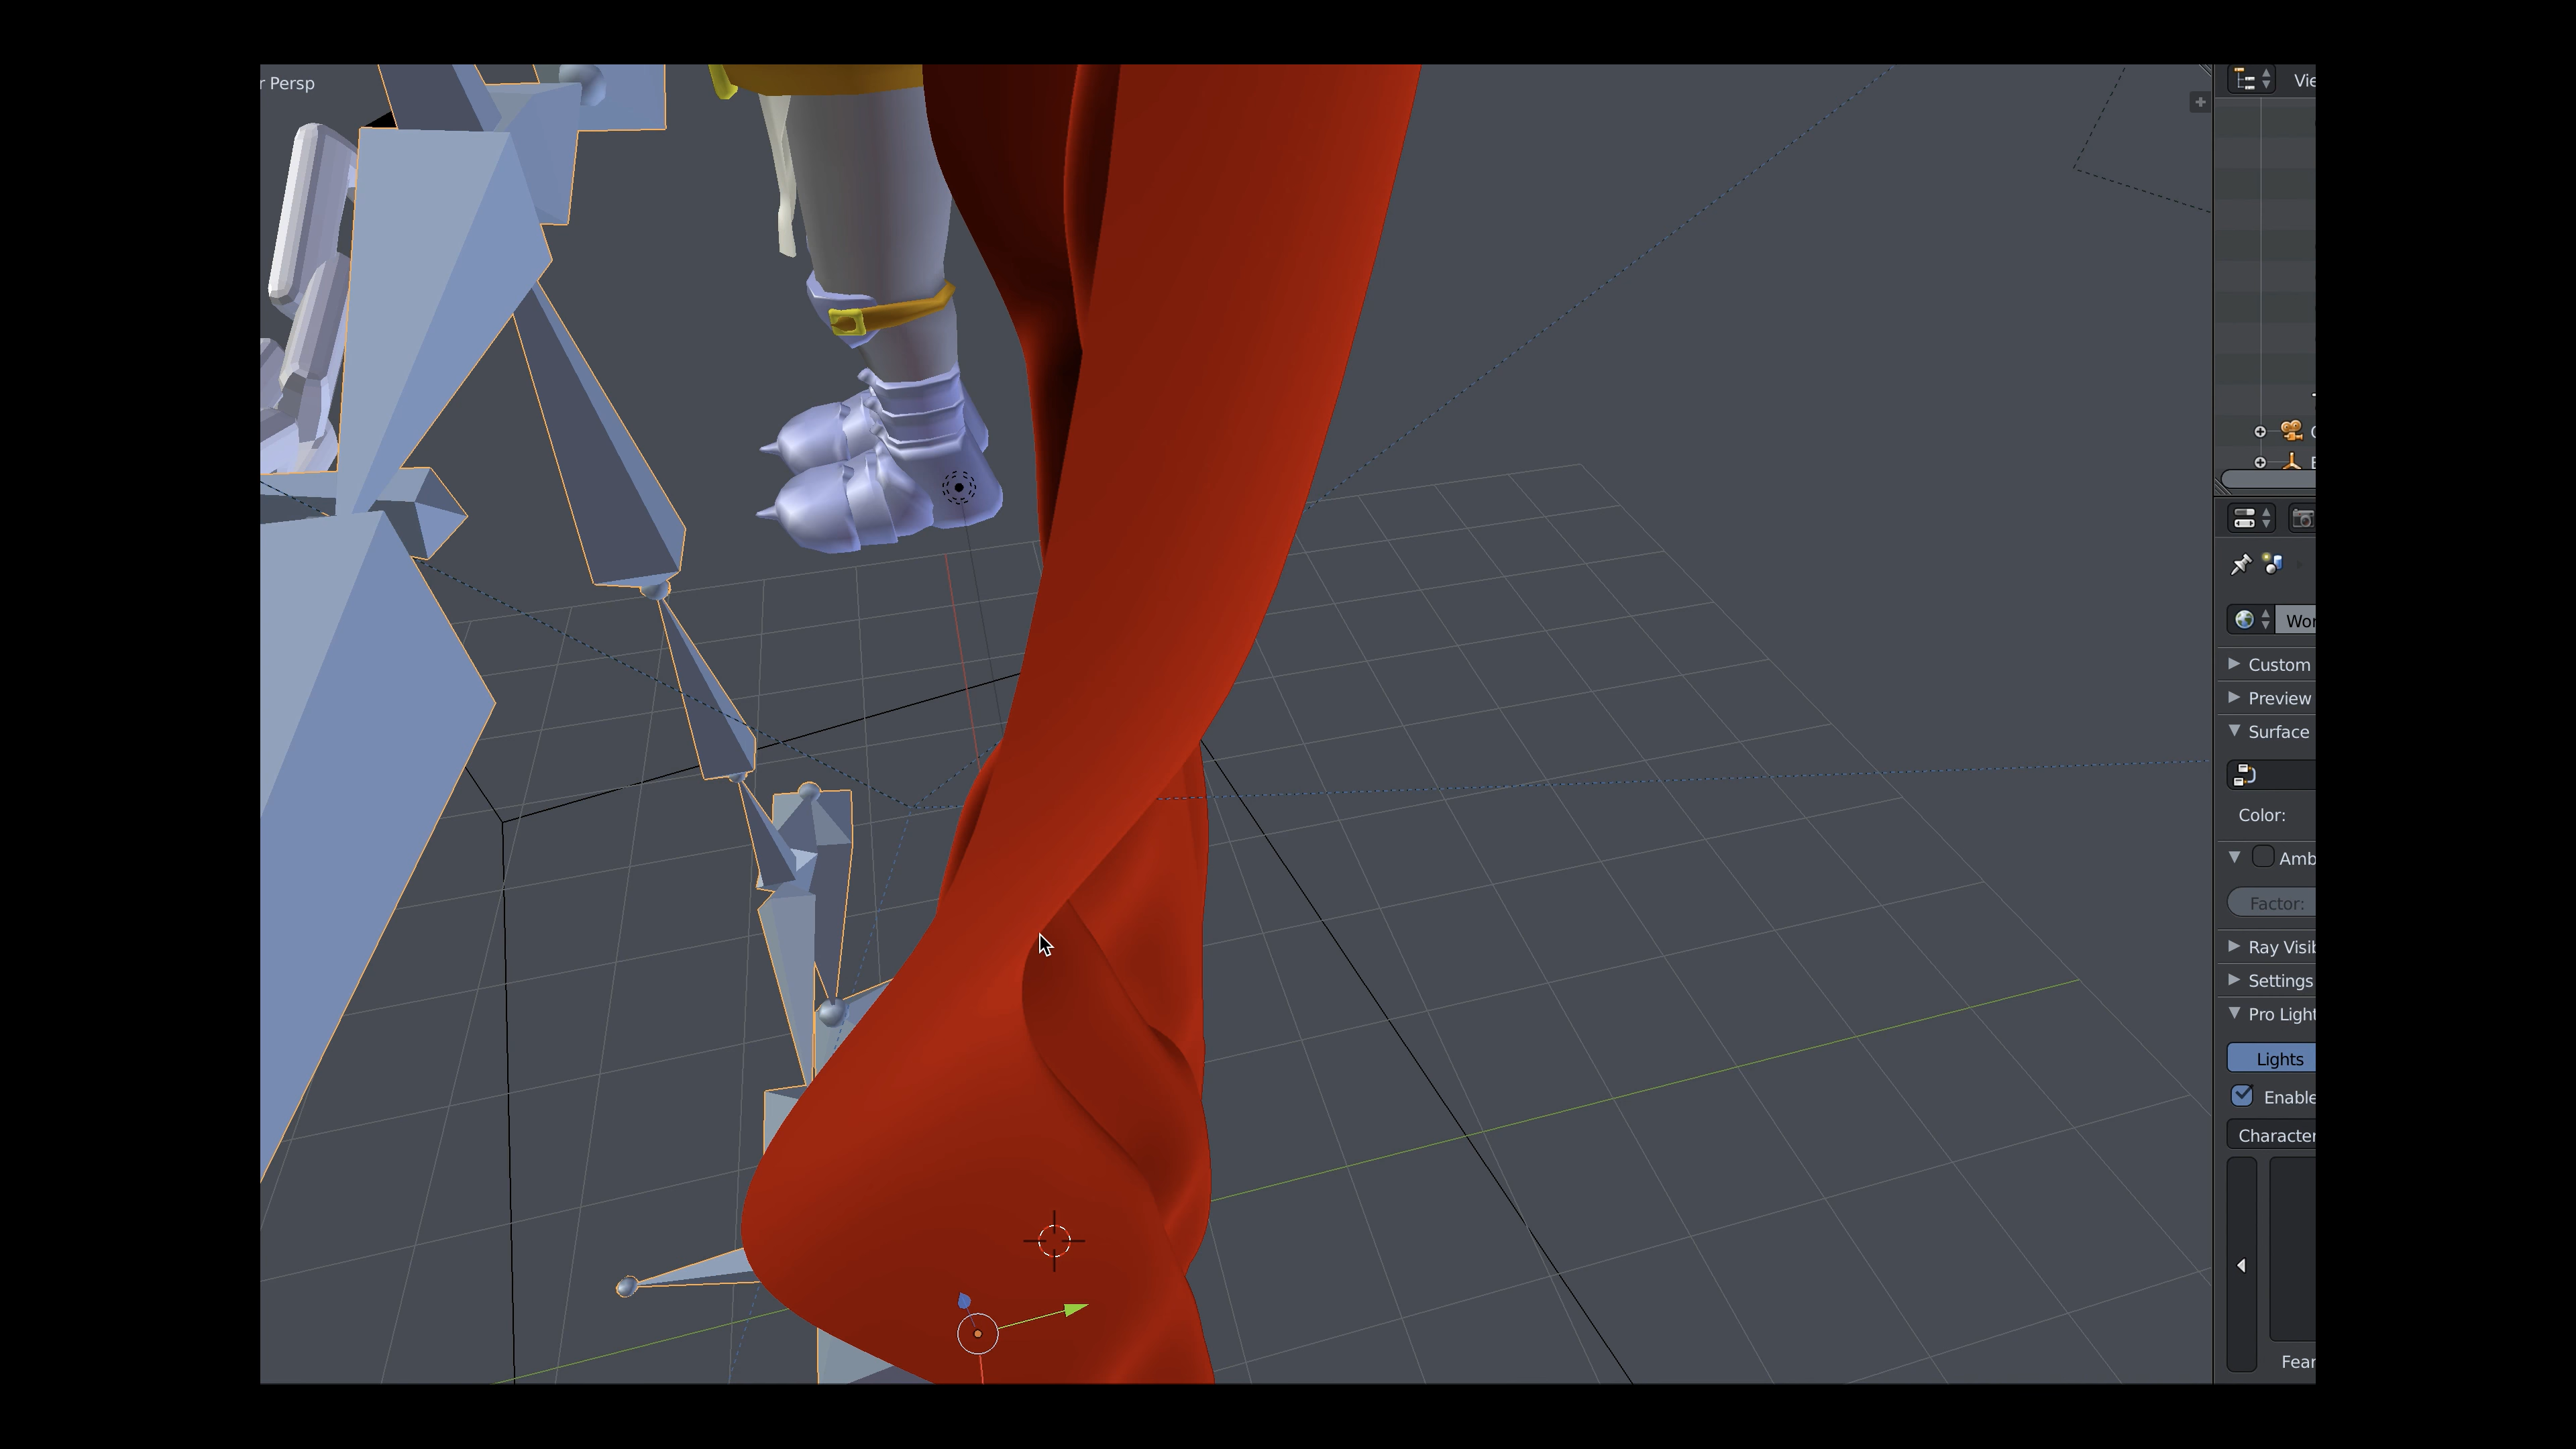 r Persp
Vie
Wor
Custom
Preview
Surface
Color:
Amb
Factor:
Ray Visib
Settings
Pro Light
Lights
Enable
Character
Fear